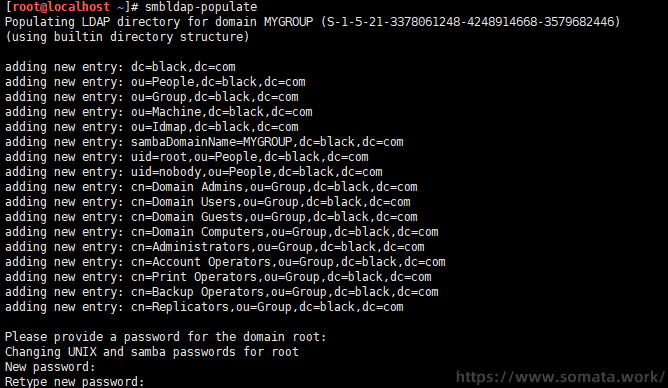 [root@localhost ~]# smbldap-populate
Populating LDAP directory for domain MYGROUP (S-1-5-21-3378061248-4248914668-3579682446)
(using builtin directory structure)
adding new entry: dc=black,dc=com
adding new entry: ou=People,dc=black,dc=com
adding new entry: ou=Group,dc=black,dc=com
adding new entry: ou=Machine,dc=black,dc=com
adding new entry: ou=Idmap,dc=black,dc=com
adding new entry: sambaDomainName=MYGROUP,dc=black,dc=com
adding new entry: uid=root,ou=People,dc=black,dc=com
adding new entry: uid=nobody,ou=People,dc=black,dc=com
adding new entry: cn=Domain Admins,ou=Group,dc=black,dc=com
adding new entry: cn=Domain Users,ou=Group,dc=black,dc=com
adding new entry: cn=Domain Guests,ou=Group,dc=black,dc=com
adding new entry: cn=Domain Computers,ou=Group,dc=black,dc=com
adding new entry: cn=Administrators,ou=Group,dc=black,dc=com
adding new entry: cn=Account Operators,ou=Group,dc=black,dc=com
adding new entry: cn=Print Operators,ou=Group,dc=black,dc=com
adding new entry: cn=Backup Operators,ou=Group,dc=black,dc=com
adding new entry: cn=Replicators,ou=Group,dc=black,dc=com
Please provide a password for the domain root:
Changing UNIX and samba passwords for root
New password:
Retype new password:
https://www.somata.work/